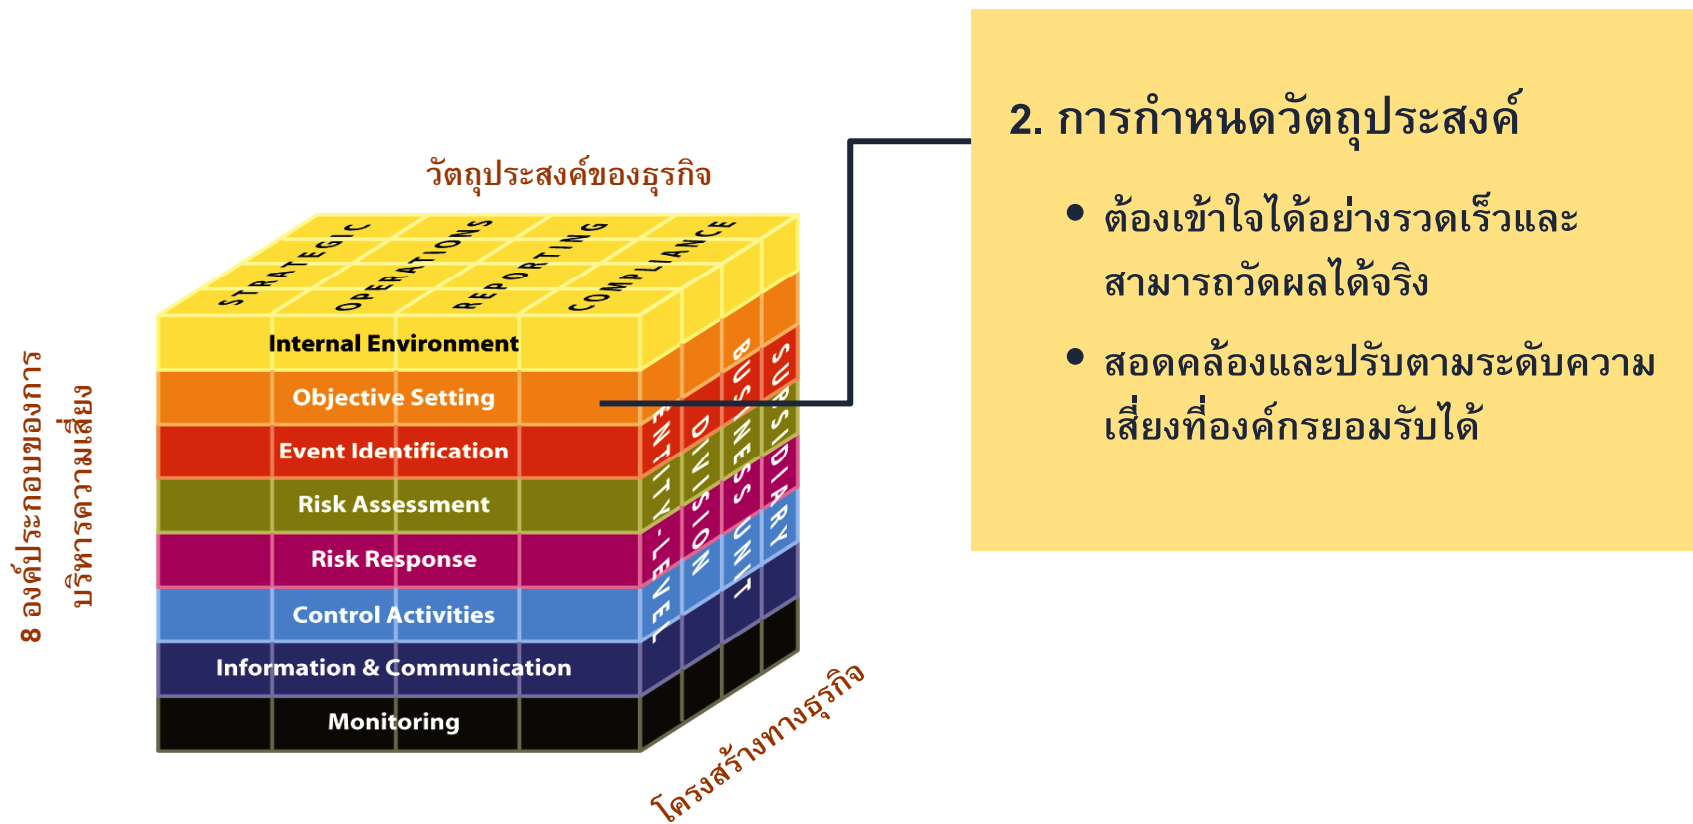 วัตถุประสงค์ของธุรกิจ
STRATEGIC
OPERATIONS
REPORTING
COMPLIANCE
Internal Environment
Objective Setting
Event Identification
Risk Assessment
Risk Response
Control Activities
Information & Communication
Monitoring
ENTITY-LEVEL
DIVISION
BUSINESS UNIT
SUBSIDIARY
8 องค์ประกอบของการ
บริหารความเสี่ยง
โครงสร้างทางธุรกิจ
2. การกำหนดวัตถุประสงค์
• ต้องเข้าใจได้อย่างรวดเร็วและ
สามารถวัดผลได้จริง
• สอดคล้องและปรับตามระดับความ
เสี่ยงที่องค์กรยอมรับได้